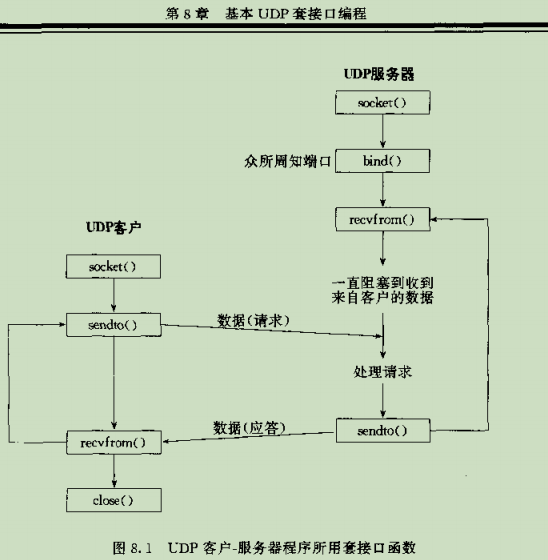 第 8 章 基本 UDP 套接口编程
UDP服务器
socket()
众所周知端口
bind()
recvfrom()
UDP客户
socket()
一直阻塞到收到
来自客户的数据
sendto()
数据(请求)
处理请求
数据(应答)
sendto()
recvfrom()
close()
图 8.1 UDP 客户-服务器程序所用套接口函数